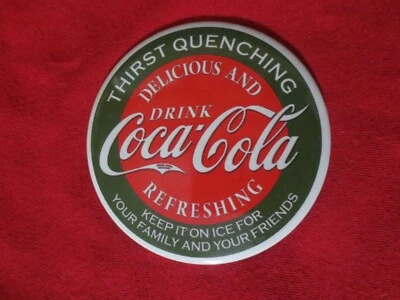 THIRST QUENCHING
DELICIOUS AND
DRINK
Coca-Cola
REFRESHING
KEEP IT ON ICE FOR
YOUR FAMILY AND YOUR FRIENDS